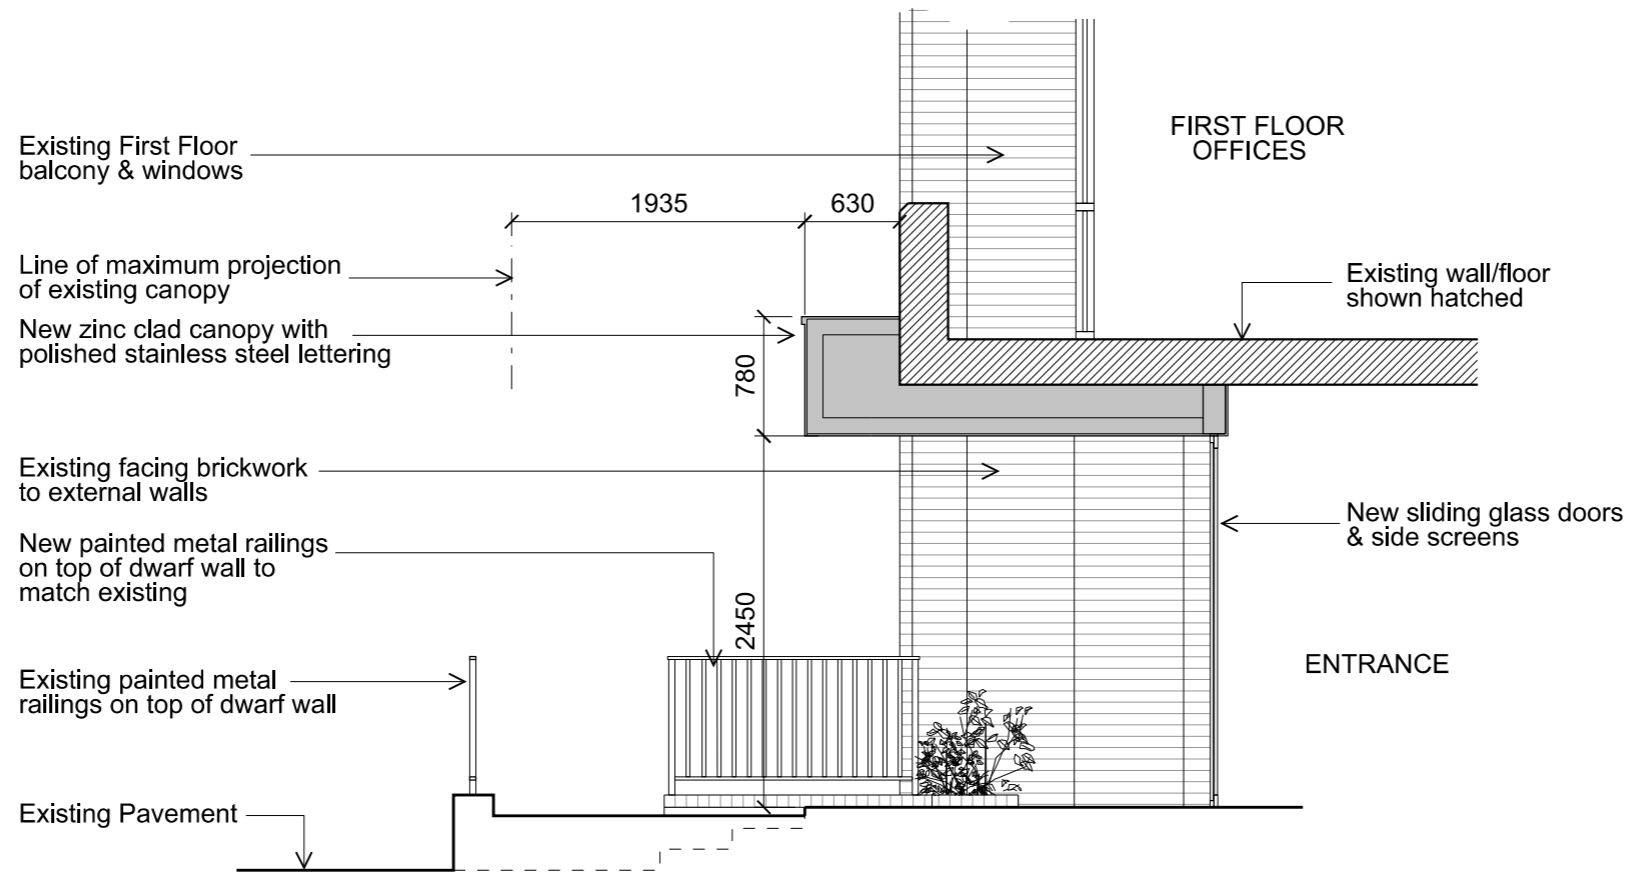 FIRST FLOOR
OFFICES
Existing First Floor
balcony & windows
1935
630
Line of maximum projection
of existing canopy
Existing wall/floor
shown hatched
New zinc clad canopy with
polished stainless steel lettering
780
Existing facing brickwork
to external walls
New sliding glass doors
& side screens
New painted metal railings
on top of dwarf wall to
match existing
2450
ENTRANCE
Existing painted metal
railings on top of dwarf wall
Existing Pavement